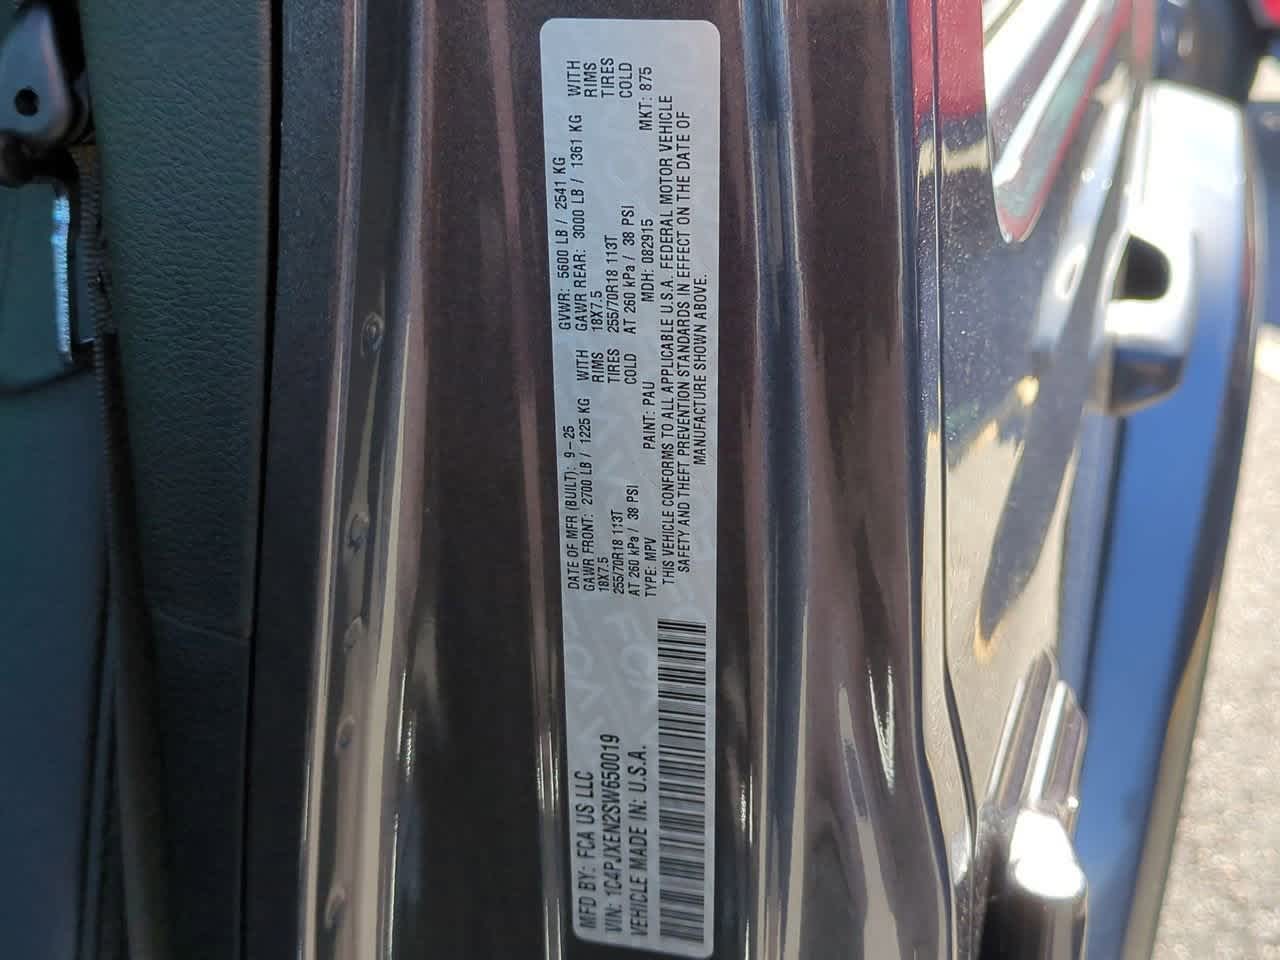 MFD BY: FCA US LLC
VIN: 1C4PJXEN2SW650019
VEHICLE MADE IN: U.S.A.
DATE OF MFR (BUILT): 9-25 GVWR: 5600 LB / 2541 KG
GAWR FRONT: 2700 LB / 1225 KG WITH GAWR REAR: 3000 LB / 1361 KG WITH
18X7.5 RIMS 18X7.5 RIMS
255/70R18 113T TIRES 255/70R18 113T TIRES
AT 260 kPa / 38 PSI COLD AT 260 kPa / 38 PSI COLD
TYPE: MPV PAINT: PAU MDH: 082915 MKT: 875
THIS VEHICLE CONFORMS TO ALL APPLICABLE U.S.A. FEDERAL MOTOR VEHICLE
SAFETY AND THEFT PREVENTION STANDARDS IN EFFECT ON THE DATE OF
MANUFACTURE SHOWN ABOVE.